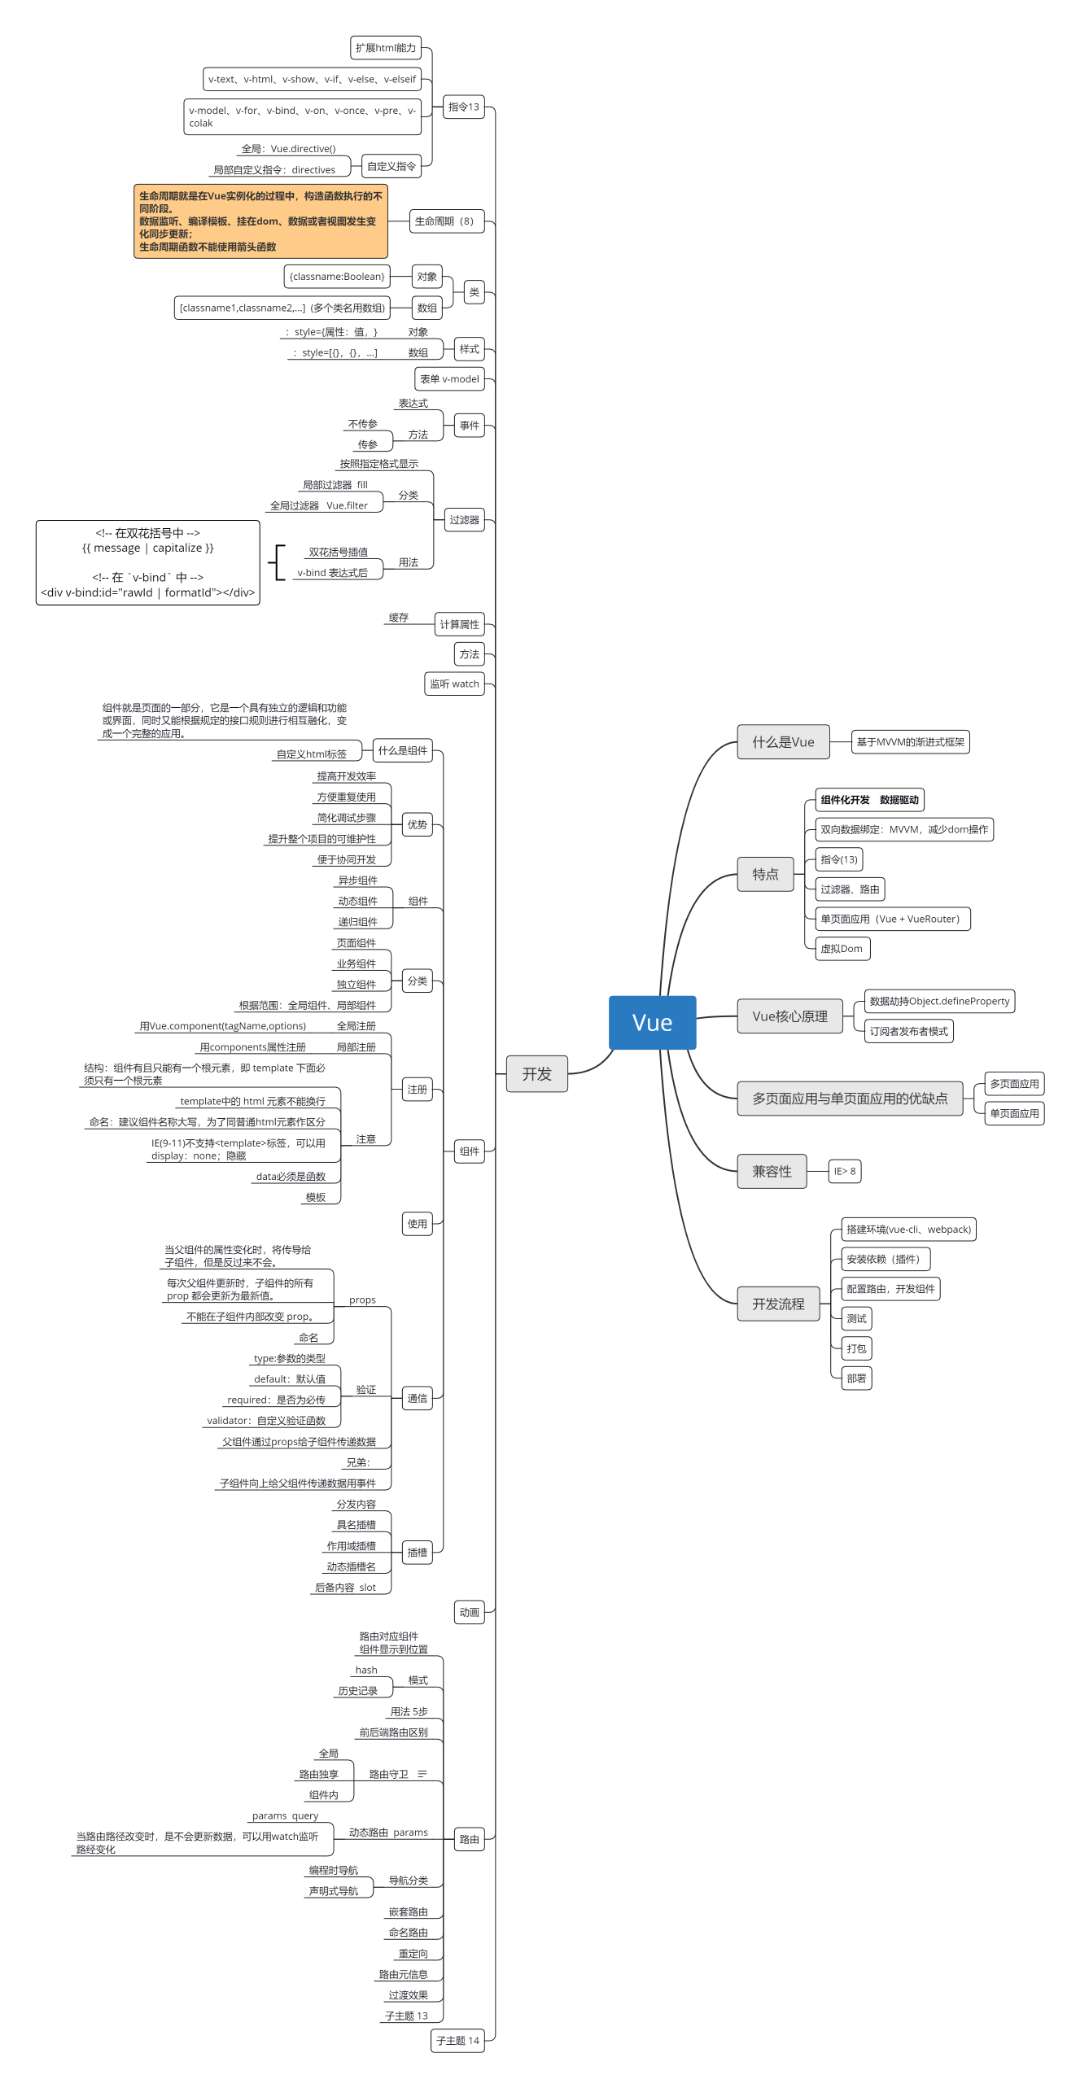 Vue
什么是Vue
基于MVVM的渐进式框架
特点
组件化开发 数据驱动
双向数据绑定：MVVM，减少dom操作
指令(13)
过滤器、路由
单页面应用（Vue + VueRouter）
虚拟Dom
Vue核心原理
数据劫持Object.defineProperty
订阅者发布者模式
多页面应用与单页面应用的优缺点
多页面应用
单页面应用
兼容性
IE> 8
开发流程
搭建环境(vue-cli、webpack)
安装依赖（插件）
配置路由，开发组件
测试
打包
部署
开发
指令13
扩展html能力
v-text、v-html、v-show、v-if、v-else、v-elseif
v-model、v-for、v-bind、v-on、v-once、v-pre、v-
colak
自定义指令
全局：Vue.directive()
局部自定义指令：directives
生命周期（8）
生命周期就是在Vue实例化的过程中，构造函数执行的不
同阶段。
数据监听、编译模板、挂在dom、数据或者视图发生变
化同步更新；
生命周期函数不能使用箭头函数
类
对象
{classname:Boolean}
数组
[classname1,classname2,...] (多个类名用数组)
样式
对象
：style={属性：值，}
数组
：style=[{}，{}，...]
表单 v-model
事件
表达式
方法
不传参
传参
过滤器
按照指定格式显示
分类
局部过滤器 fill
全局过滤器 Vue.filter
用法
双花括号插值
v-bind 表达式后
<!-- 在双花括号中 -->
{{ message | capitalize }}
<!-- 在 `v-bind` 中 -->
<div v-bind:id="rawId | formatId"></div>
计算属性
缓存
方法
监听 watch
组件
什么是组件
组件就是页面的一部分，它是一个具有独立的逻辑和功能
或界面，同时又能根据规定的接口规则进行相互融化，变
成一个完整的应用。
自定义html标签
优势
提高开发效率
方便重复使用
简化调试步骤
提升整个项目的可维护性
便于协同开发
组件
异步组件
动态组件
递归组件
分类
页面组件
业务组件
独立组件
根据范围：全局组件、局部组件
注册
全局注册
用Vue.component(tagName,options)
局部注册
用components属性注册
注意
结构：组件有且只能有一个根元素，即 template 下面必
须只有一个根元素
template中的 html 元素不能换行
命名：建议组件名称大写，为了同普通html元素作区分
IE(9-11)不支持<template>标签，可以用
display：none；隐藏
data必须是函数
模板
使用
通信
props
当父组件的属性变化时，将传导给
子组件，但是反过来不会。
每次父组件更新时，子组件的所有
prop 都会更新为最新值。
不能在子组件内部改变 prop。
命名
验证
type:参数的类型
default：默认值
required：是否为必传
validator：自定义验证函数
父组件通过props给子组件传递数据
兄弟：
子组件向上给父组件传递数据用事件
插槽
分发内容
具名插槽
作用域插槽
动态插槽名
后备内容 slot
动画
路由
路由对应组件
组件显示到位置
模式
hash
历史记录
用法 5步
前后端路由区别
路由守卫
全局
路由独享
组件内
动态路由 params
params query
当路由路径改变时，是不会更新数据，可以用watch监听
路经变化
导航分类
编程时导航
声明式导航
嵌套路由
命名路由
重定向
路由元信息
过渡效果
子主题 13
子主题 14